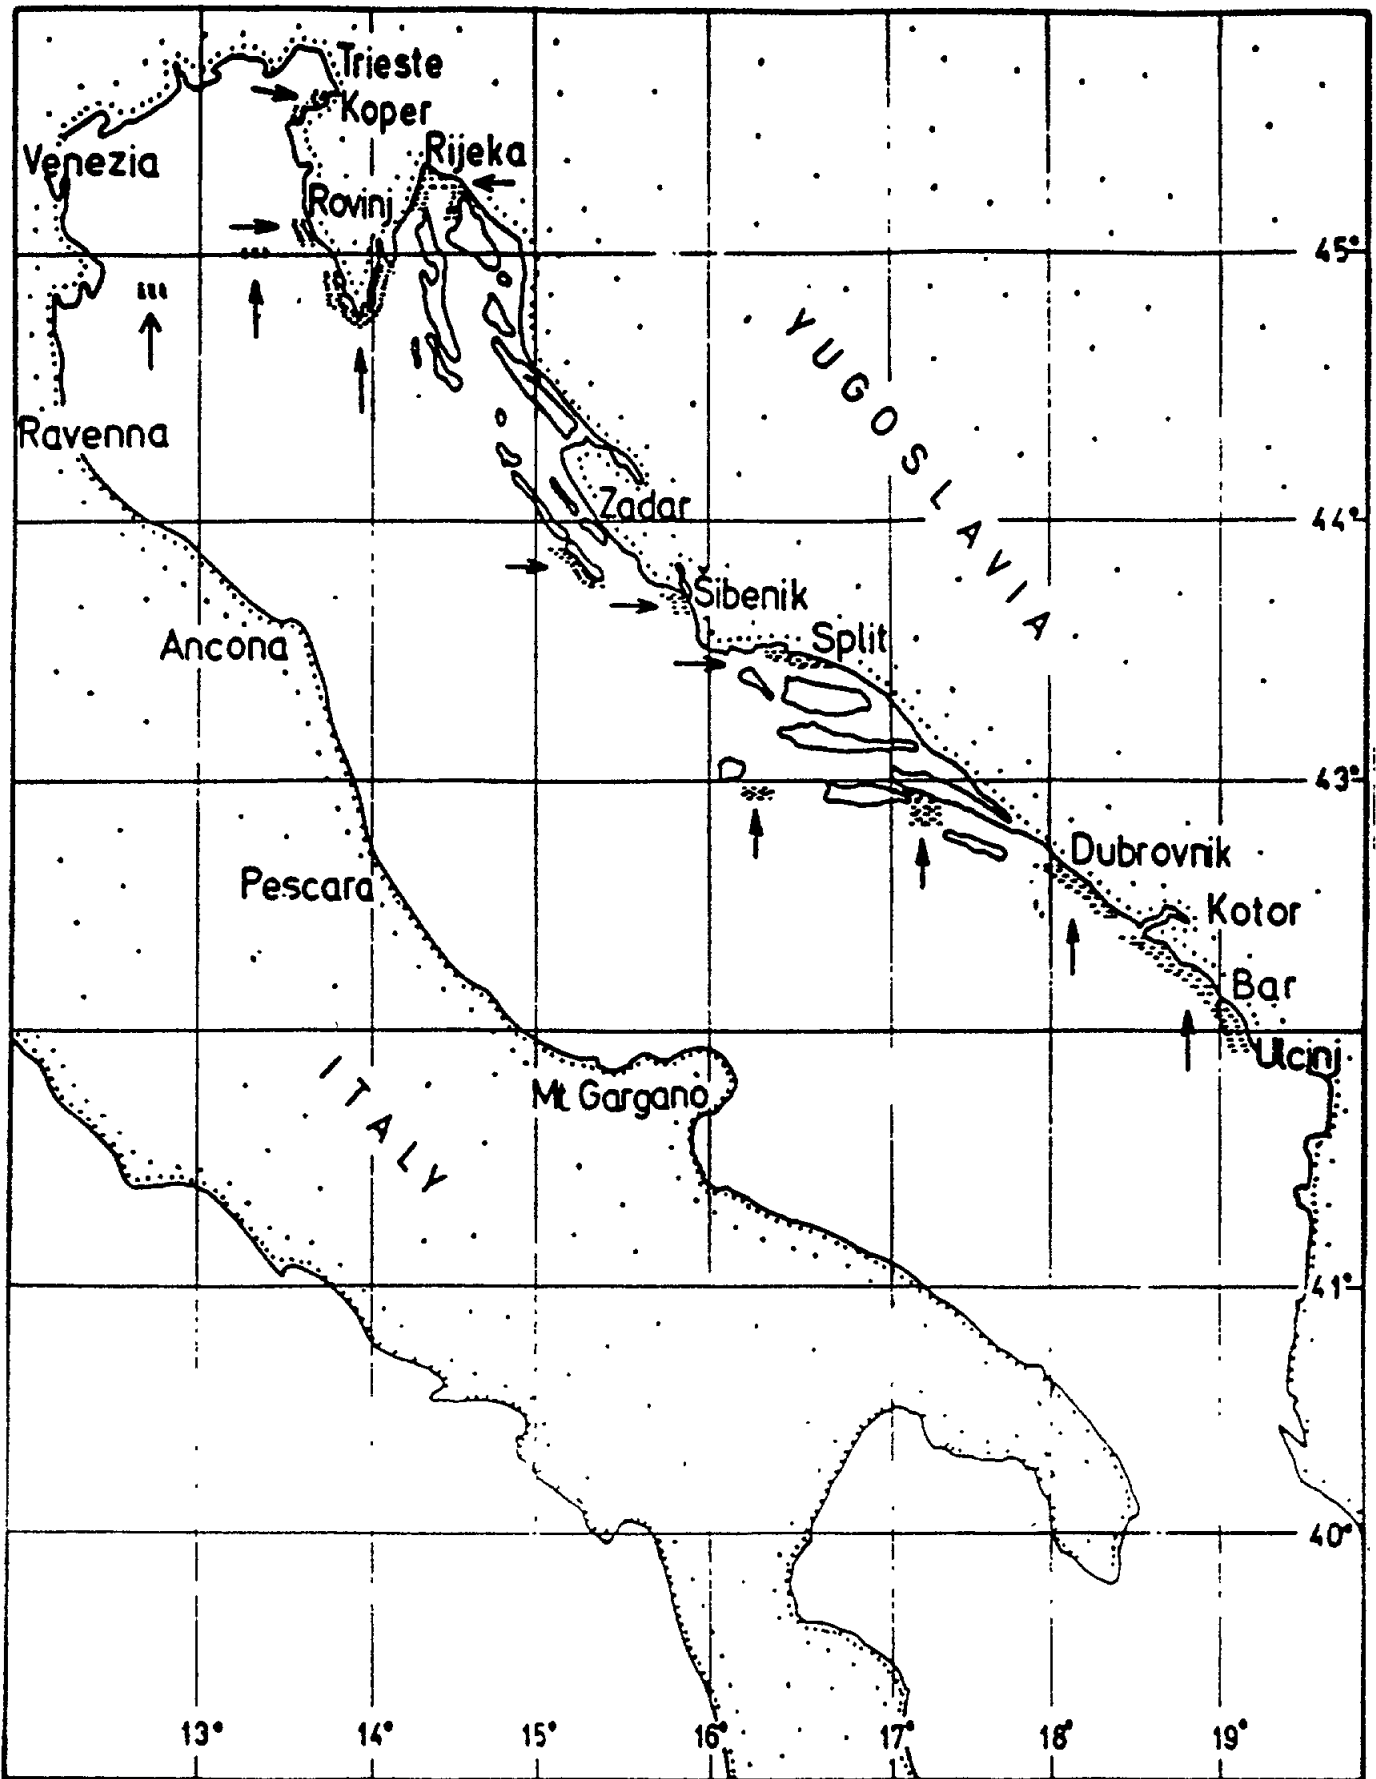 Trieste
Koper
Venezia
Rijeka
Rovinj
45°
YUGOSLAVIA
Ravenna
Zadar
44°
Šibenik
Split
Ancona
43°
Dubrovnik
Pescara
Kotor
Bar
Ulcinj
ITALY
Mt. Gargano
41°
40°
13° 14° 15° 16° 17° 18° 19°